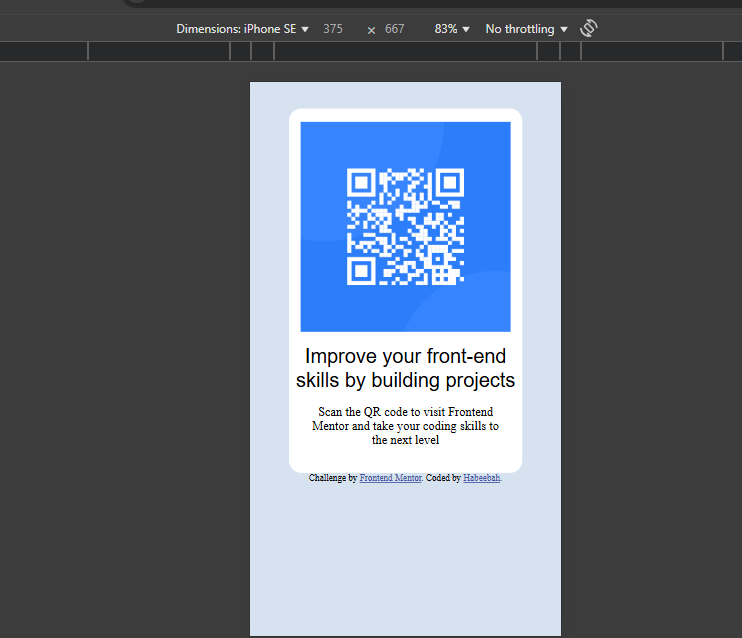 Dimensions: iPhone SE 375 × 667 83% No throttling
Improve your front-end
skills by building projects
Scan the QR code to visit Frontend
Mentor and take your coding skills to
the next level
Challenge by Frontend Mentor. Coded by Habeebah.